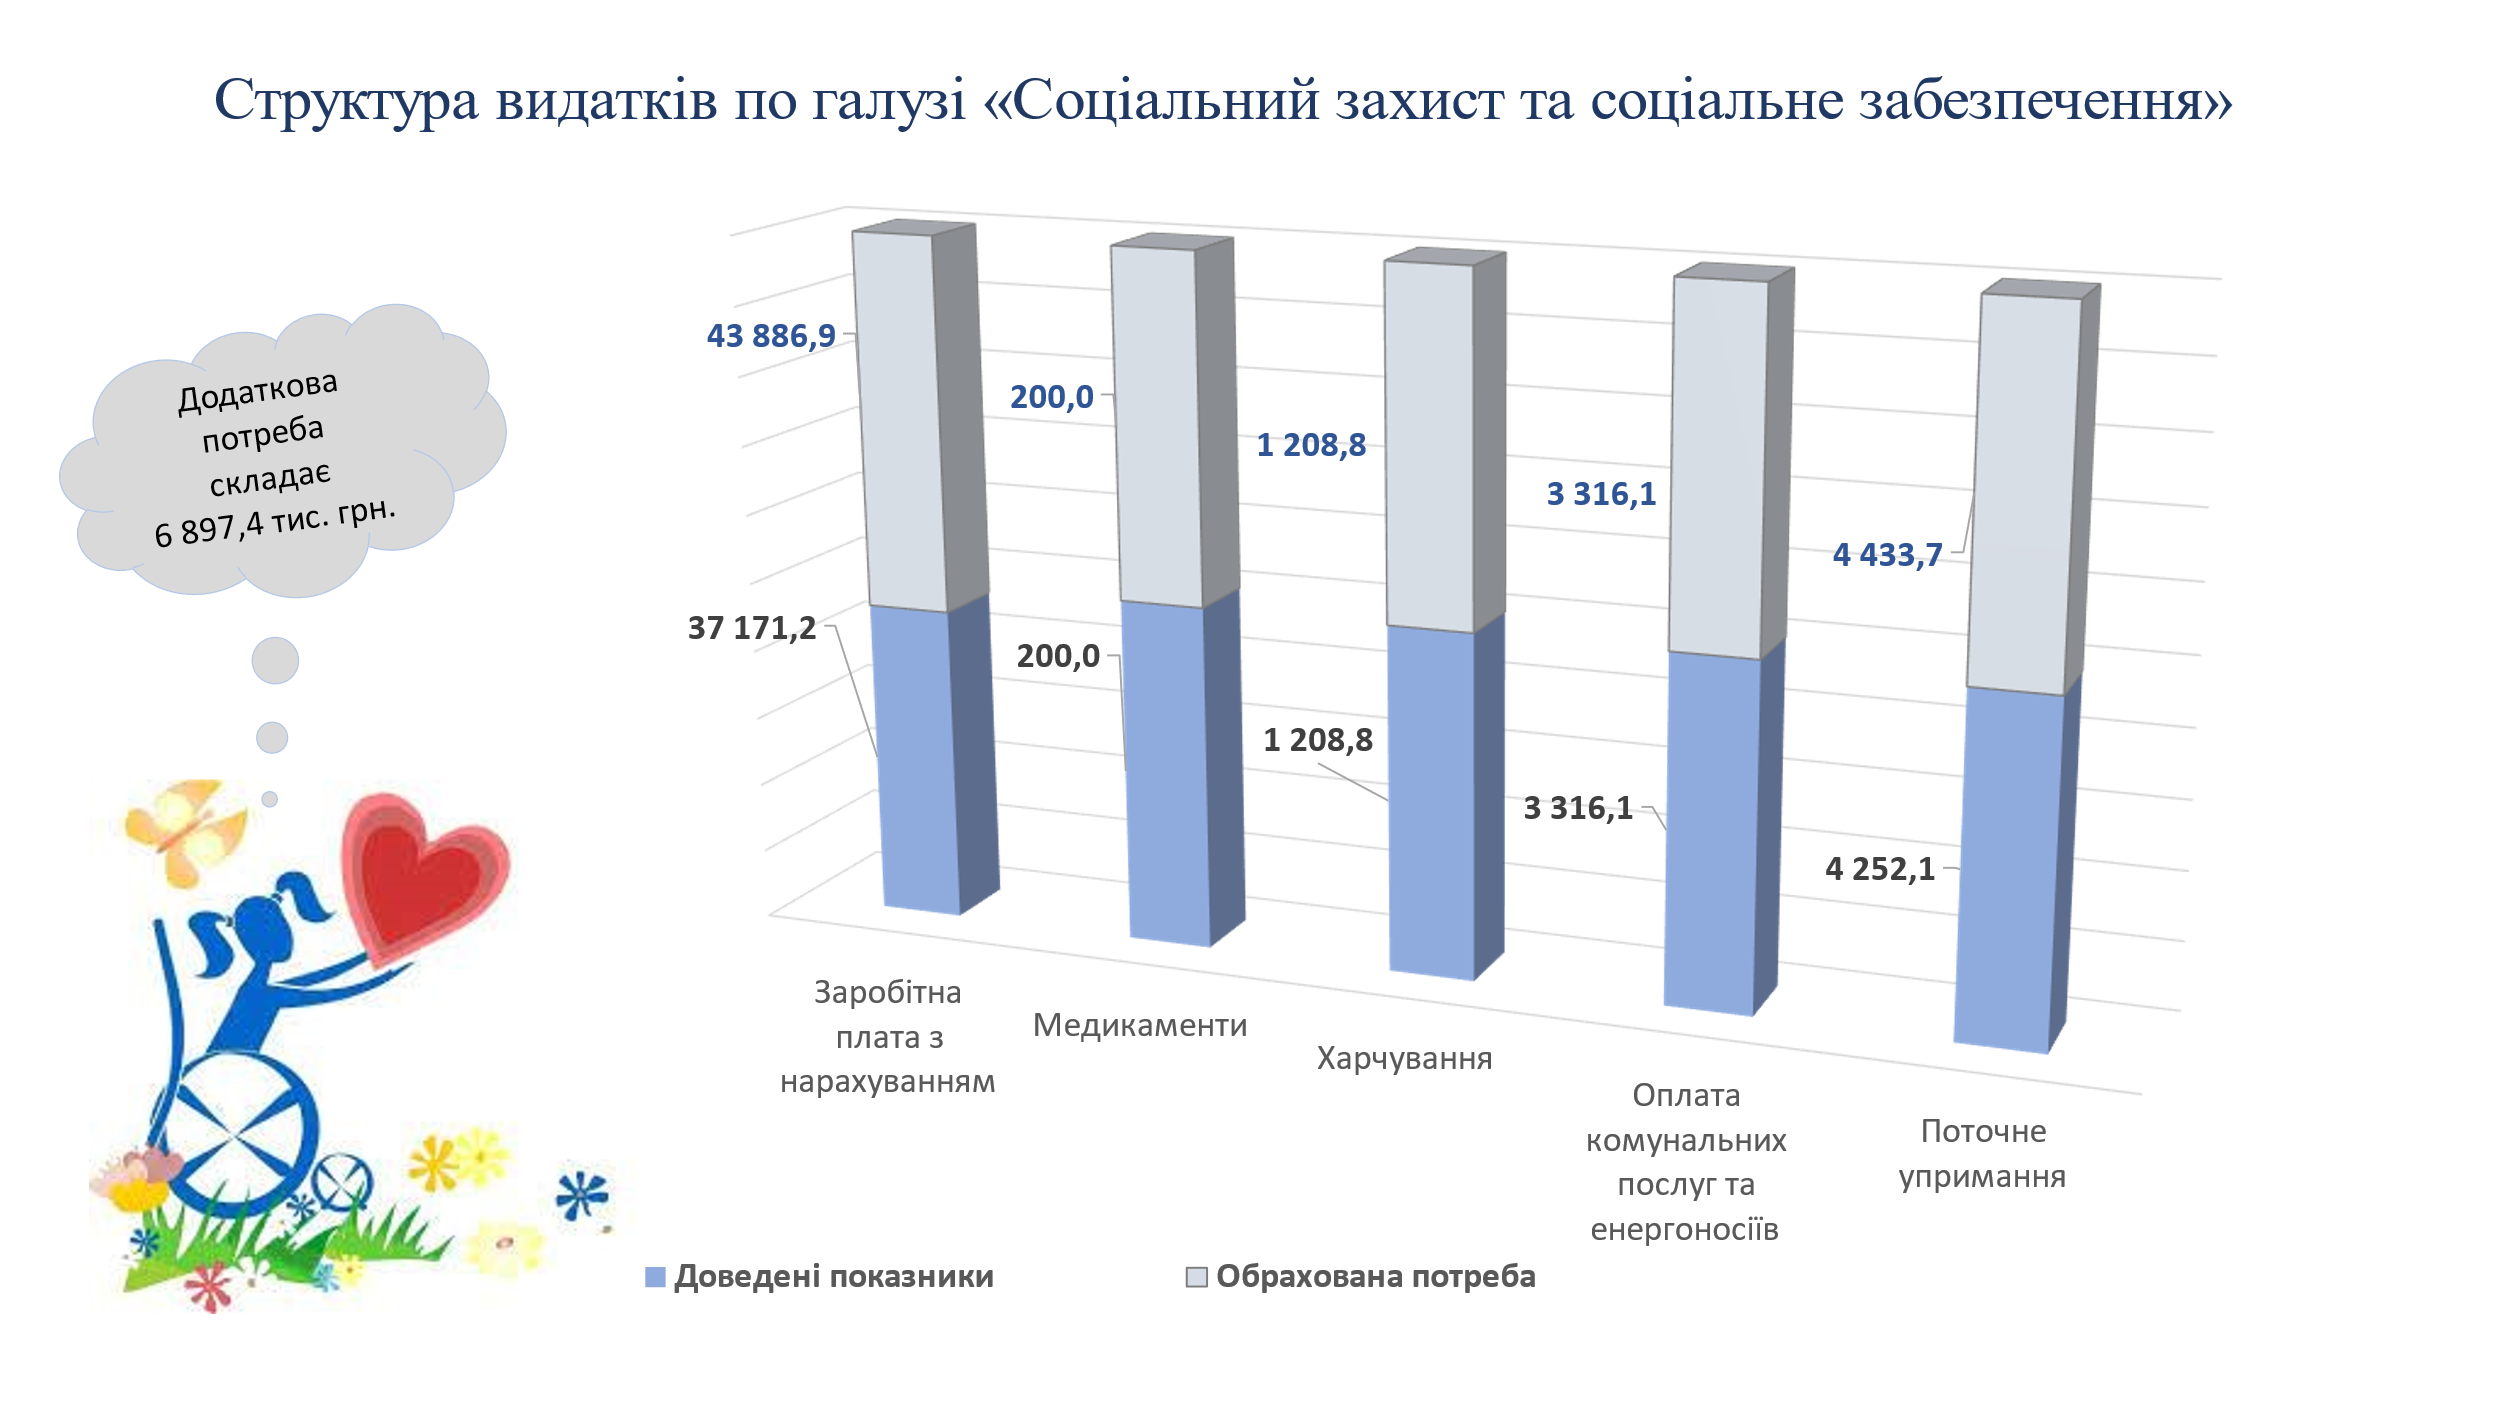 Структура видатків по галузі «Соціальний захист та соціальне забезпечення»
Додаткова
потреба
складає
6 897,4 тис. грн.
43 886,9
200,0
1 208,8
3 316,1
4 433,7
37 171,2
200,0
1 208,8
3 316,1
4 252,1
Заробітна
плата з
нарахуванням
Медикаменти
Харчування
Оплата
комунальних
послуг та
енергоносіїв
Поточне
упримання
Доведені показники
Обрахована потреба